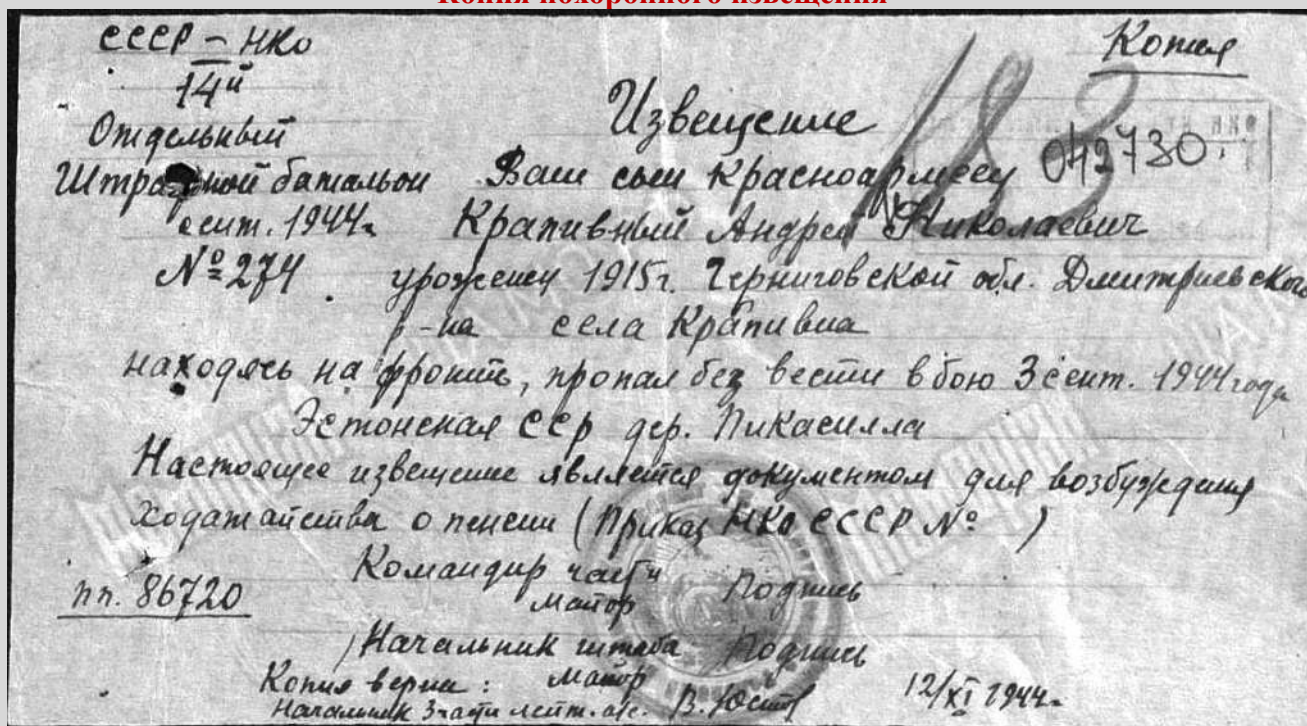 Копия похоронного извещения
СССР – НКО
Копия
14й
Отдельный
Извещение
Штрафной батальон
042730.
183
Ваш сын Красноармеец
сент. 1944г
Крапивный Андрей Николаевич
№ 274
урожениц 1915г. Черниговской обл. Дмитриевского
р-на села Крапивна
находясь на фронте, пропал без вести в бою 3 сент. 1944 года
Эстонская ССР дер. Пикасилла
Настоящее извещение является документом для возбуждения
ходатайства о пенсии (Приказ НКО СССР № )
Командир части
Майор Подпись
пп. 86720
Начальник штаба Подпись
Майор
Копия верна:
Начальник 3 части
12/XI 1944г